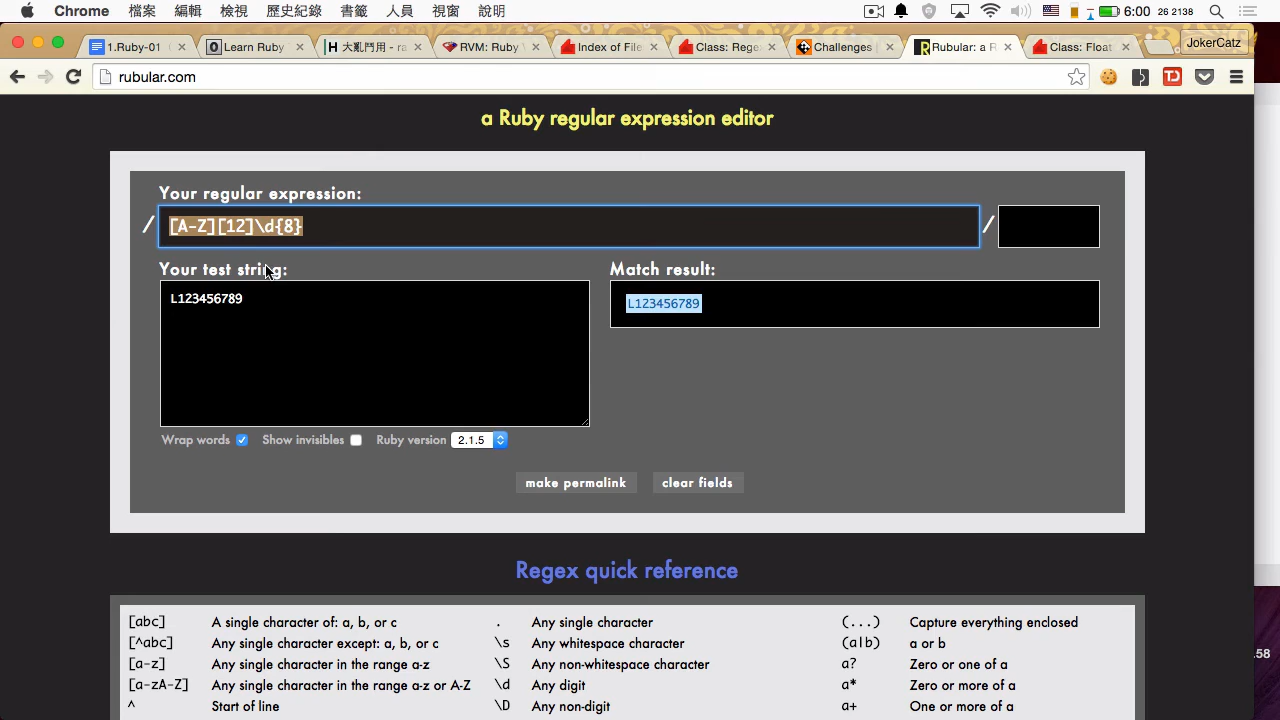 Chrome 檔案 編輯 檢視 歷史紀錄 書籤 人員 視窗 說明 6:00 26 2138
1.Ruby-01 Learn Ruby 大亂鬥用 - ra RVM: Ruby Index of File Class: Rege Challenges | Rubular: a R Class: Float JokerCatz
rubular.com
a Ruby regular expression editor
Your regular expression:
/ [A-Z][12]\d{8} /
Your test string: Match result:
L123456789 L123456789
Wrap words Show invisibles Ruby version 2.1.5
make permalink clear fields
Regex quick reference
[abc] A single character of: a, b, or c . Any single character (...) Capture everything enclosed
[^abc] Any single character except: a, b, or c \s Any whitespace character (a|b) a or b
[a-z] Any single character in the range a-z \S Any non-whitespace character a? Zero or one of a
[a-zA-Z] Any single character in the range a-z or A-Z \d Any digit a* Zero or more of a
^ Start of line \D Any non-digit a+ One or more of a
.58